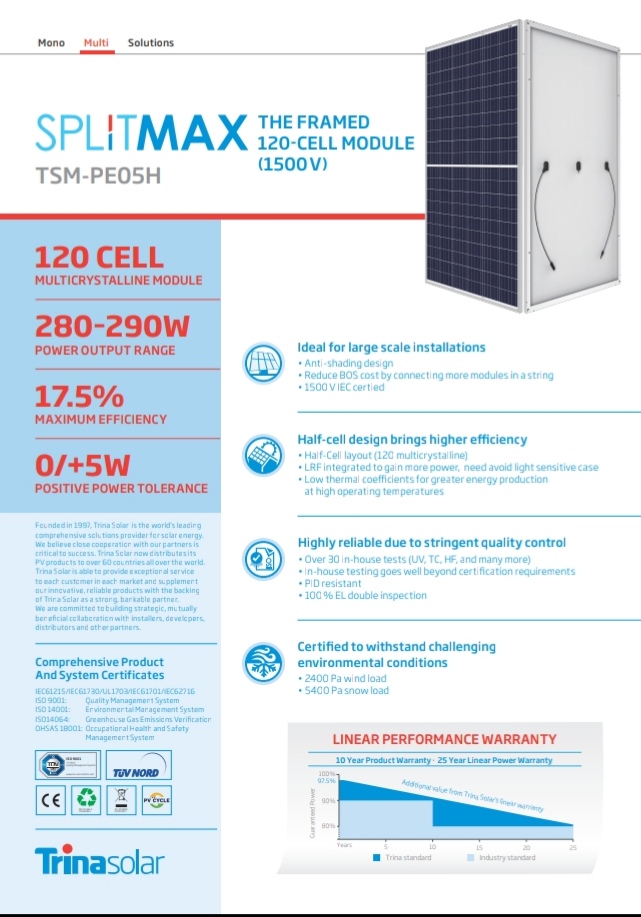 Mono Multi Solutions
SPLITMAX
TSM-PE05H
THE FRAMED
120-CELL MODULE
(1500 V)
120 CELL
MULTICRYSTALLINE MODULE
280-290W
POWER OUTPUT RANGE
17.5%
MAXIMUM EFFICIENCY
0/+5W
POSITIVE POWER TOLERANCE
Founded in 1997, Trina Solar is the world's leading
comprehensive solutions provider for solar energy.
We believe close cooperation with our partners is
critical to success. Trina Solar now distributes its
PV products to over 60 countries all over the world.
Trina Solar is able to provide exceptional service
to each customer in each market and supplement
our innovative, reliable products with the backing
of Trina Solar as a strong, bankable partner.
We are committed to building strategic, mutually
beneficial collaboration with installers, developers,
distributors and other partners.
Comprehensive Product
And System Certificates
IEC61215/IEC61730/UL1703/IEC61701/IEC62716
ISO 9001: Quality Management System
ISO 14001: Environmental Management System
ISO14064: Greenhouse Gas Emissions Verification
OHSAS 18001: Occupational Health and Safety
Management System
ISO 9001
TÜV NORD
CE
PV CYCLE
Trinasolar
Ideal for large scale installations
• Anti-shading design
• Reduce BOS cost by connecting more modules in a string
• 1500 V IEC certied
Half-cell design brings higher efficiency
• Half-Cell layout (120 multicrystalline)
• LRF integrated to gain more power, need avoid light sensitive case
• Low thermal coefficients for greater energy production
at high operating temperatures
Highly reliable due to stringent quality control
• Over 30 in-house tests (UV, TC, HF, and many more)
• In-house testing goes well beyond certification requirements
• PID resistant
• 100 % EL double inspection
Certified to withstand challenging
environmental conditions
• 2400 Pa wind load
• 5400 Pa snow load
LINEAR PERFORMANCE WARRANTY
10 Year Product Warranty · 25 Year Linear Power Warranty
Guaranteed Power
100%
97.5%
90%
80%
Additional value from Trina Solar's linear warranty
Years 5 10 15 20 25
Trina standard Industry standard